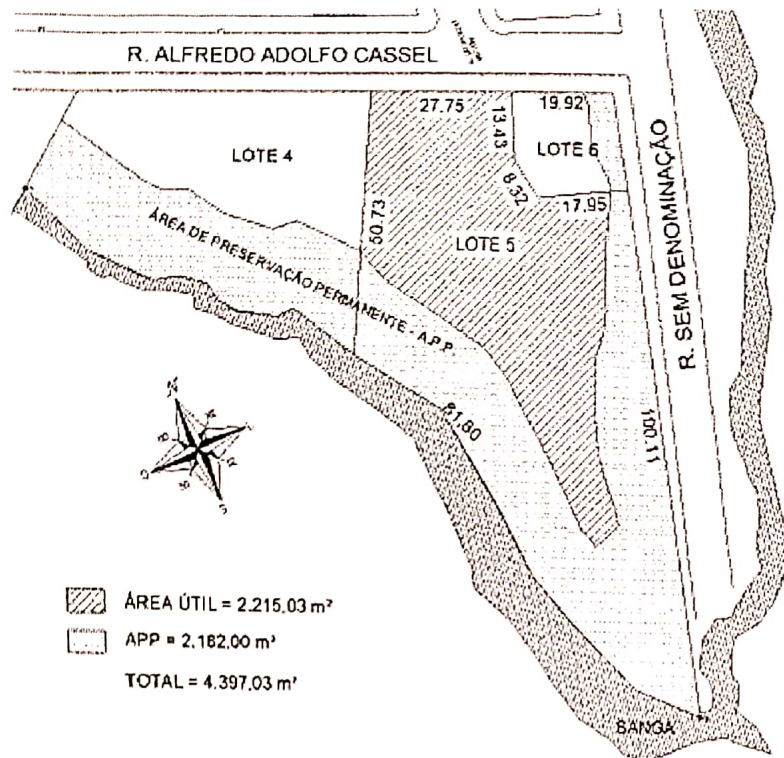 R. ALFREDO ADOLFO CASSEL
27.75
19.92
13.43
LOTE 4
LOTE 6
8.32
17.95
50.73
LOTE 5
R. SEM DENOMINAÇÃO
ÁREA DE PRESERVAÇÃO PERMANENTE - A.P.P.
81.80
100.11
ÁREA ÚTIL = 2.215,03 m²
APP = 2.182,00 m²
TOTAL = 4.397,03 m²
SANGA